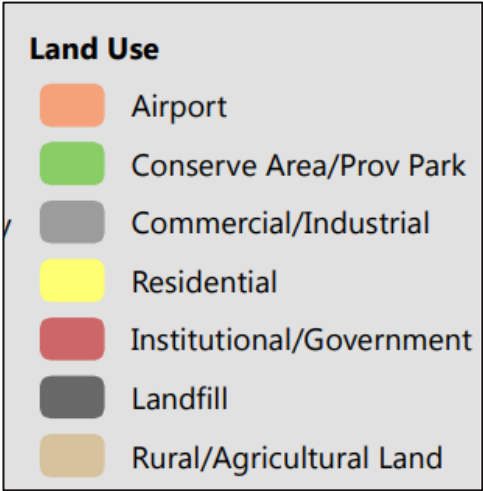 Land Use
Airport
Conserve Area/Prov Park
Commercial/Industrial
Residential
Institutional/Government
Landfill
Rural/Agricultural Land